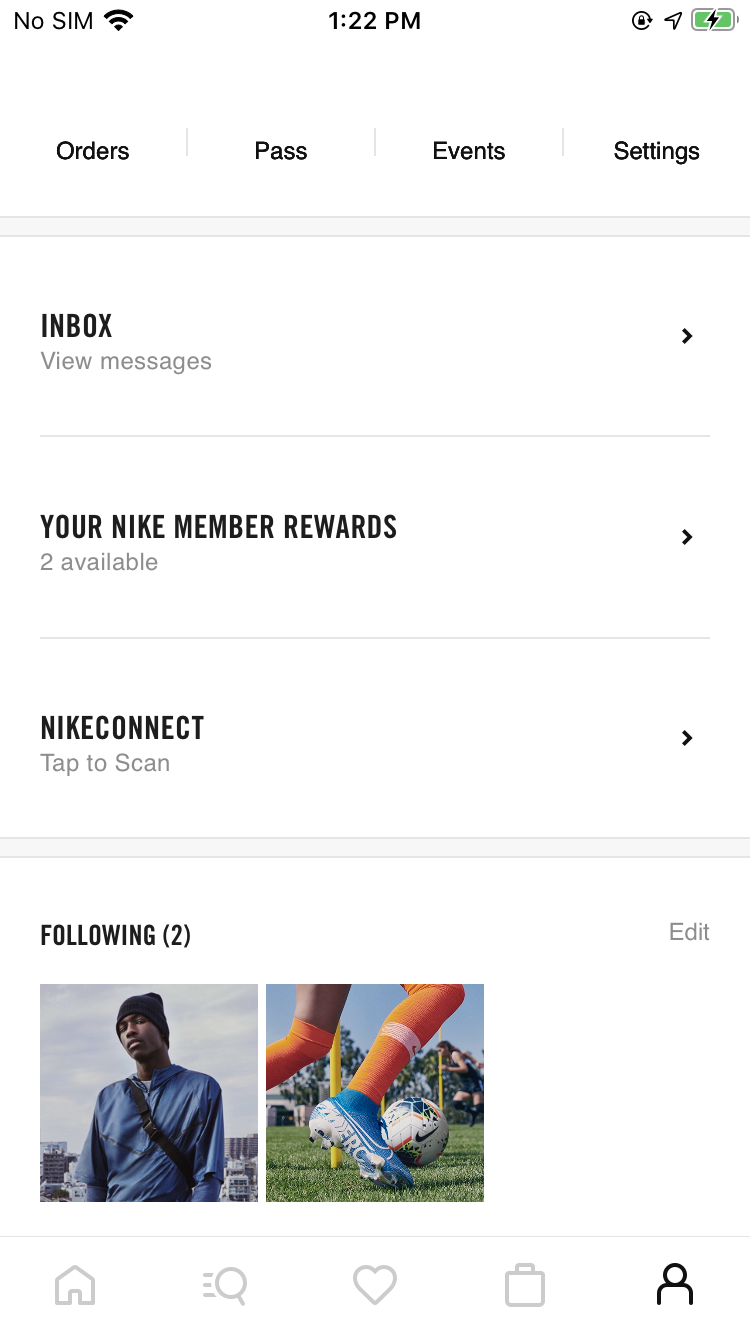 No SIM 1:22 PM
Orders Pass Events Settings
INBOX
View messages
YOUR NIKE MEMBER REWARDS
2 available
NIKECONNECT
Tap to Scan
FOLLOWING (2) Edit
MERC